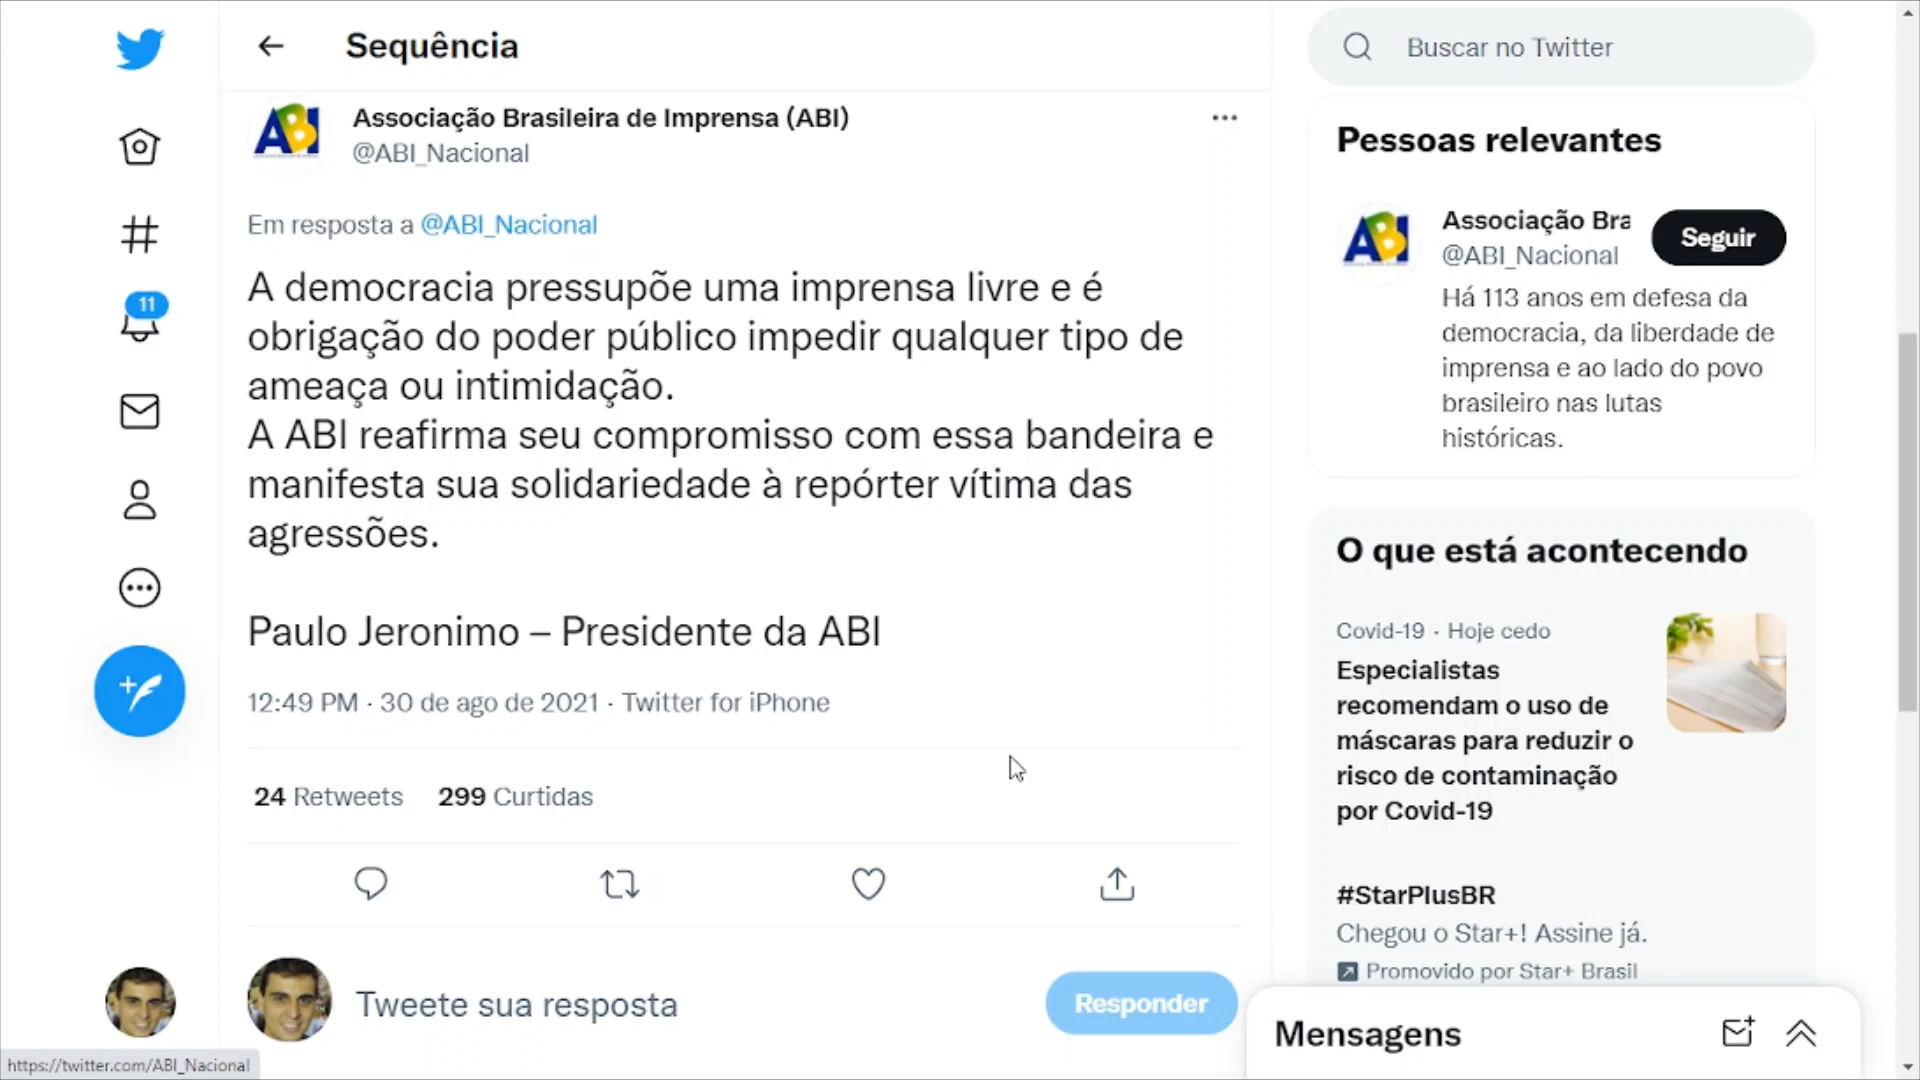 Sequência
Buscar no Twitter
ABI
Associação Brasileira de Imprensa (ABI)
@ABI_Nacional
Em resposta a @ABI_Nacional
A democracia pressupõe uma imprensa livre e é
obrigação do poder público impedir qualquer tipo de
ameaça ou intimidação.
A ABI reafirma seu compromisso com essa bandeira e
manifesta sua solidariedade à repórter vítima das
agressões.
Paulo Jeronimo – Presidente da ABI
12:49 PM · 30 de ago de 2021 · Twitter for iPhone
24 Retweets 299 Curtidas
Tweete sua resposta
Responder
11
Pessoas relevantes
ABI
Associação Bra
@ABI_Nacional
Seguir
Há 113 anos em defesa da
democracia, da liberdade de
imprensa e ao lado do povo
brasileiro nas lutas
históricas.
O que está acontecendo
Covid-19 · Hoje cedo
Especialistas
recomendam o uso de
máscaras para reduzir o
risco de contaminação
por Covid-19
#StarPlusBR
Chegou o Star+! Assine já.
Promovido por Star+ Brasil
Mensagens
https://twitter.com/ABI_Nacional